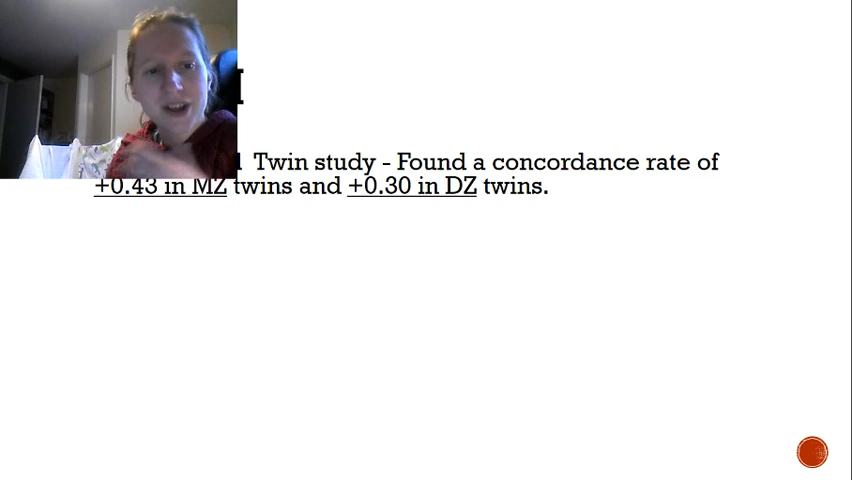 Twin study - Found a concordance rate of
+0.43 in MZ twins and +0.30 in DZ twins.